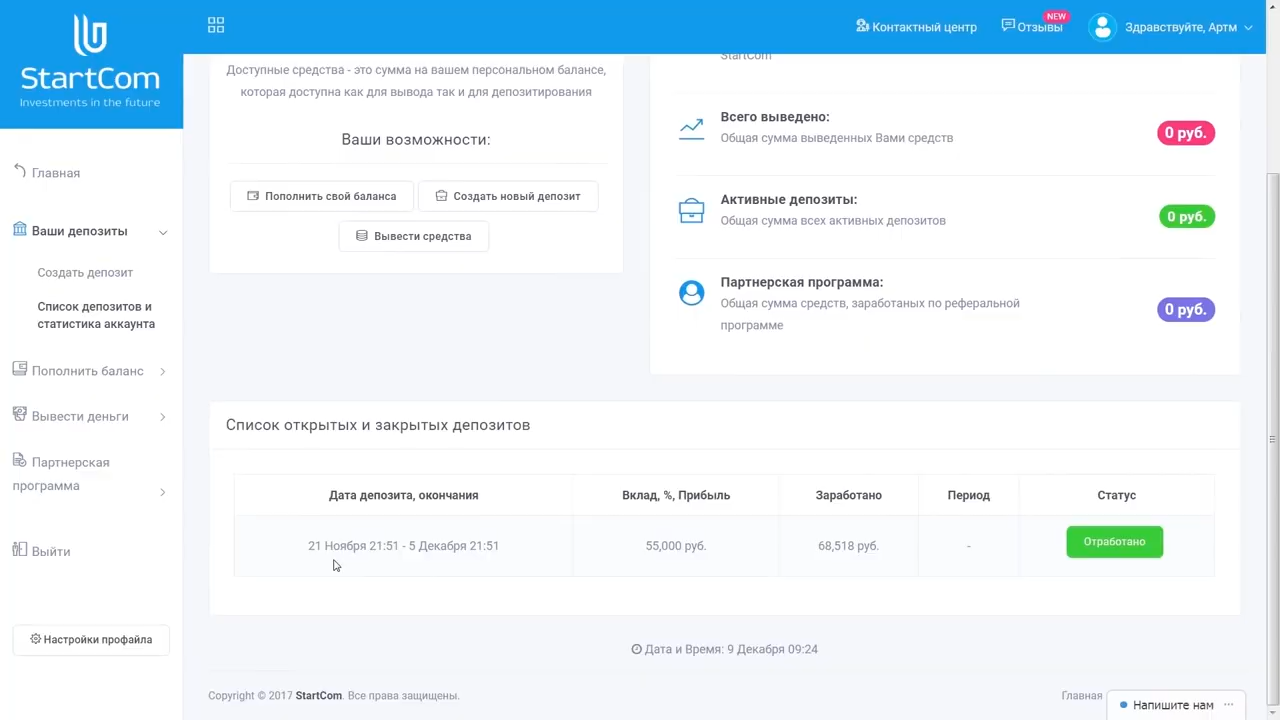 StartCom
Investments in the future
Контактный центр
NEW
Отзывы
Здравствуйте, Артм
Главная
Ваши депозиты
Создать депозит
Список депозитов и
статистика аккаунта
Пополнить баланс
Вывести деньги
Партнерская
программа
Выйти
Настройки профайла
Доступные средства - это сумма на вашем персональном балансе,
которая доступна как для вывода так и для депозитирования
Ваши возможности:
Пополнить свой баланса
Создать новый депозит
Вывести средства
StartCom
Всего выведено:
Общая сумма выведенных Вами средств
0 руб.
Активные депозиты:
Общая сумма всех активных депозитов
0 руб.
Партнерская программа:
Общая сумма средств, заработаных по реферальной
программе
0 руб.
Список открытых и закрытых депозитов
Дата депозита, окончания Вклад, %, Прибыль Заработано Период Статус
21 Ноября 21:51 - 5 Декабря 21:51 55,000 руб. 68,518 руб. - Отработано
Дата и Время: 9 Декабря 09:24
Copyright © 2017 StartCom. Все права защищены.
Главная
Напишите нам ...